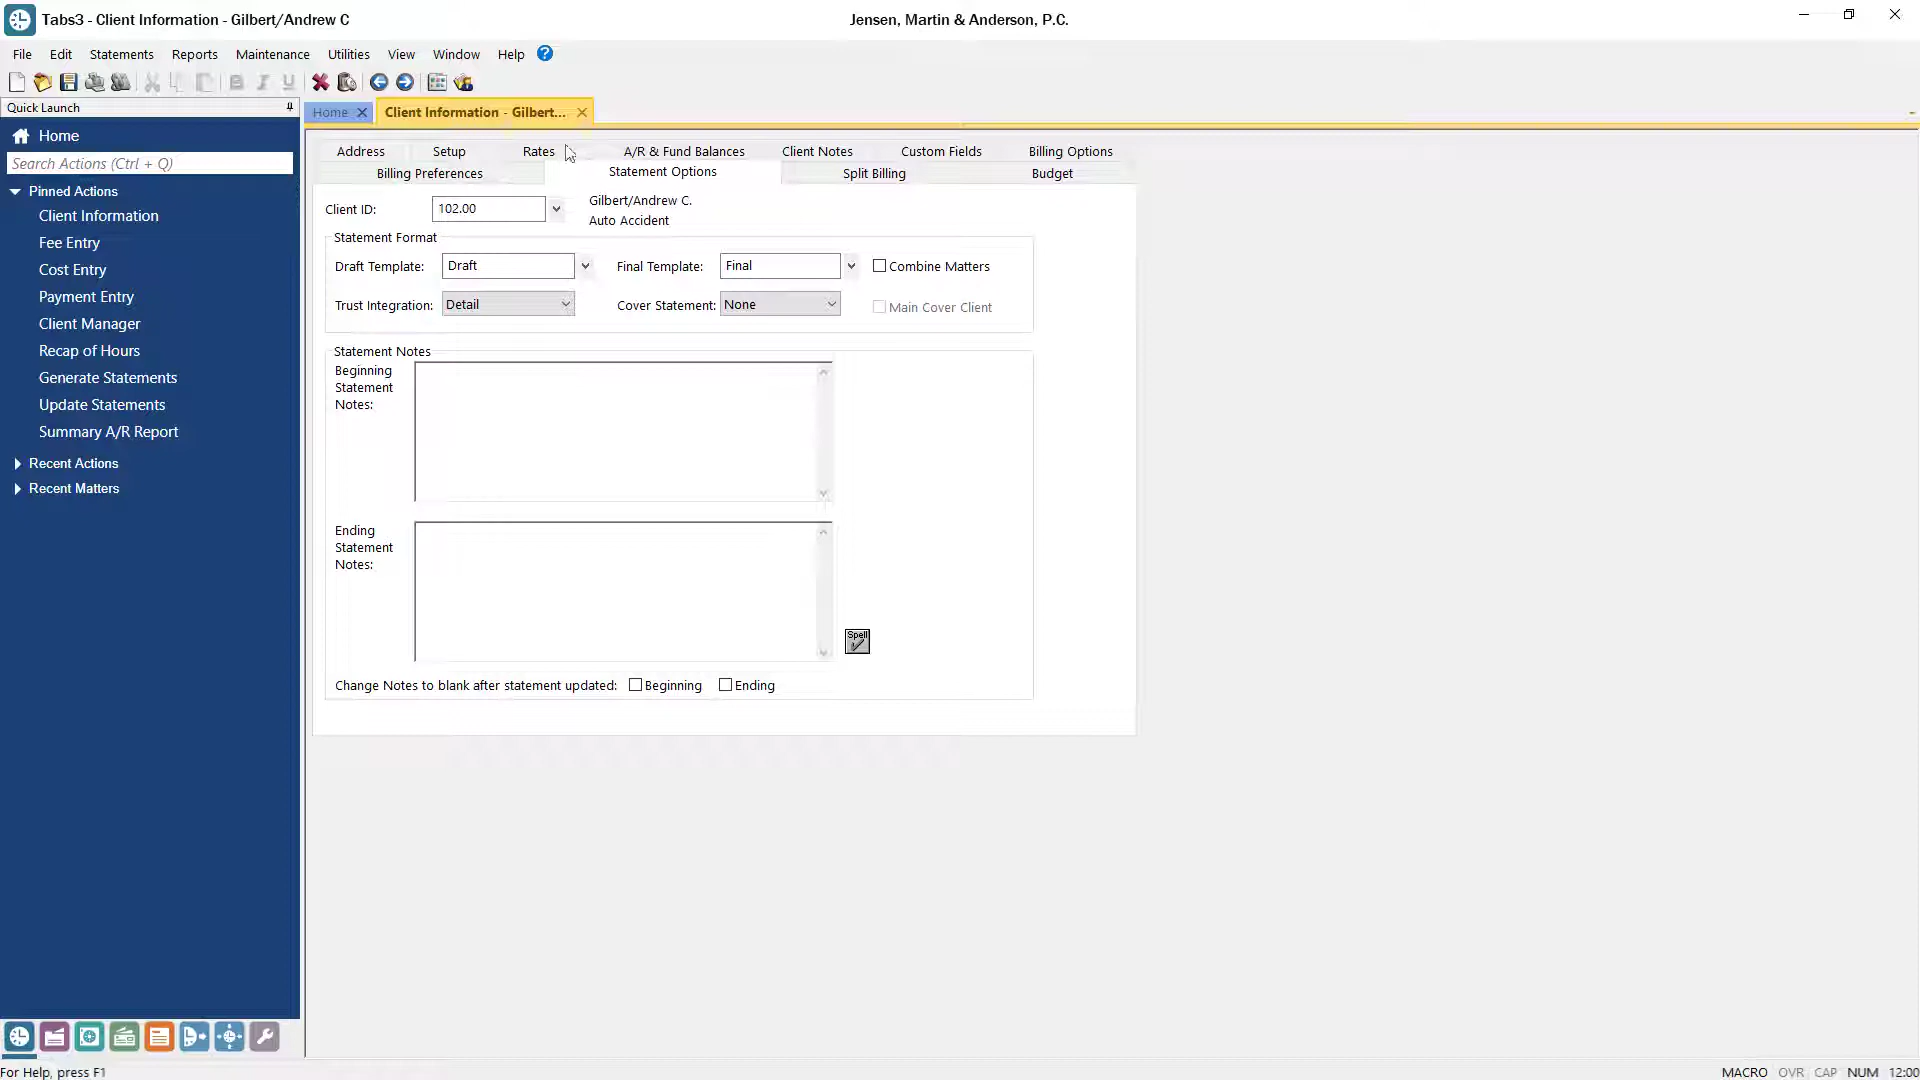 Tabs3 - Client Information - Gilbert/Andrew C
Jensen, Martin & Anderson, P.C.
File Edit Statements Reports Maintenance Utilities View Window Help ?
B I U
Quick Launch
Home
Search Actions (Ctrl + Q)
Pinned Actions
Client Information
Fee Entry
Cost Entry
Payment Entry
Client Manager
Recap of Hours
Generate Statements
Update Statements
Summary A/R Report
Recent Actions
Recent Matters
Home Client Information - Gilbert...
Address Setup Rates A/R & Fund Balances Client Notes Custom Fields Billing Options
Billing Preferences Statement Options Split Billing Budget
Client ID: 102.00 Gilbert/Andrew C.
Auto Accident
Statement Format
Draft Template: Draft Final Template: Final Combine Matters
Trust Integration: Detail Cover Statement: None Main Cover Client
Statement Notes
Beginning
Statement
Notes:
Ending
Statement
Notes:
Spell
Change Notes to blank after statement updated: Beginning Ending
For Help, press F1
MACRO OVR CAP NUM 12:00